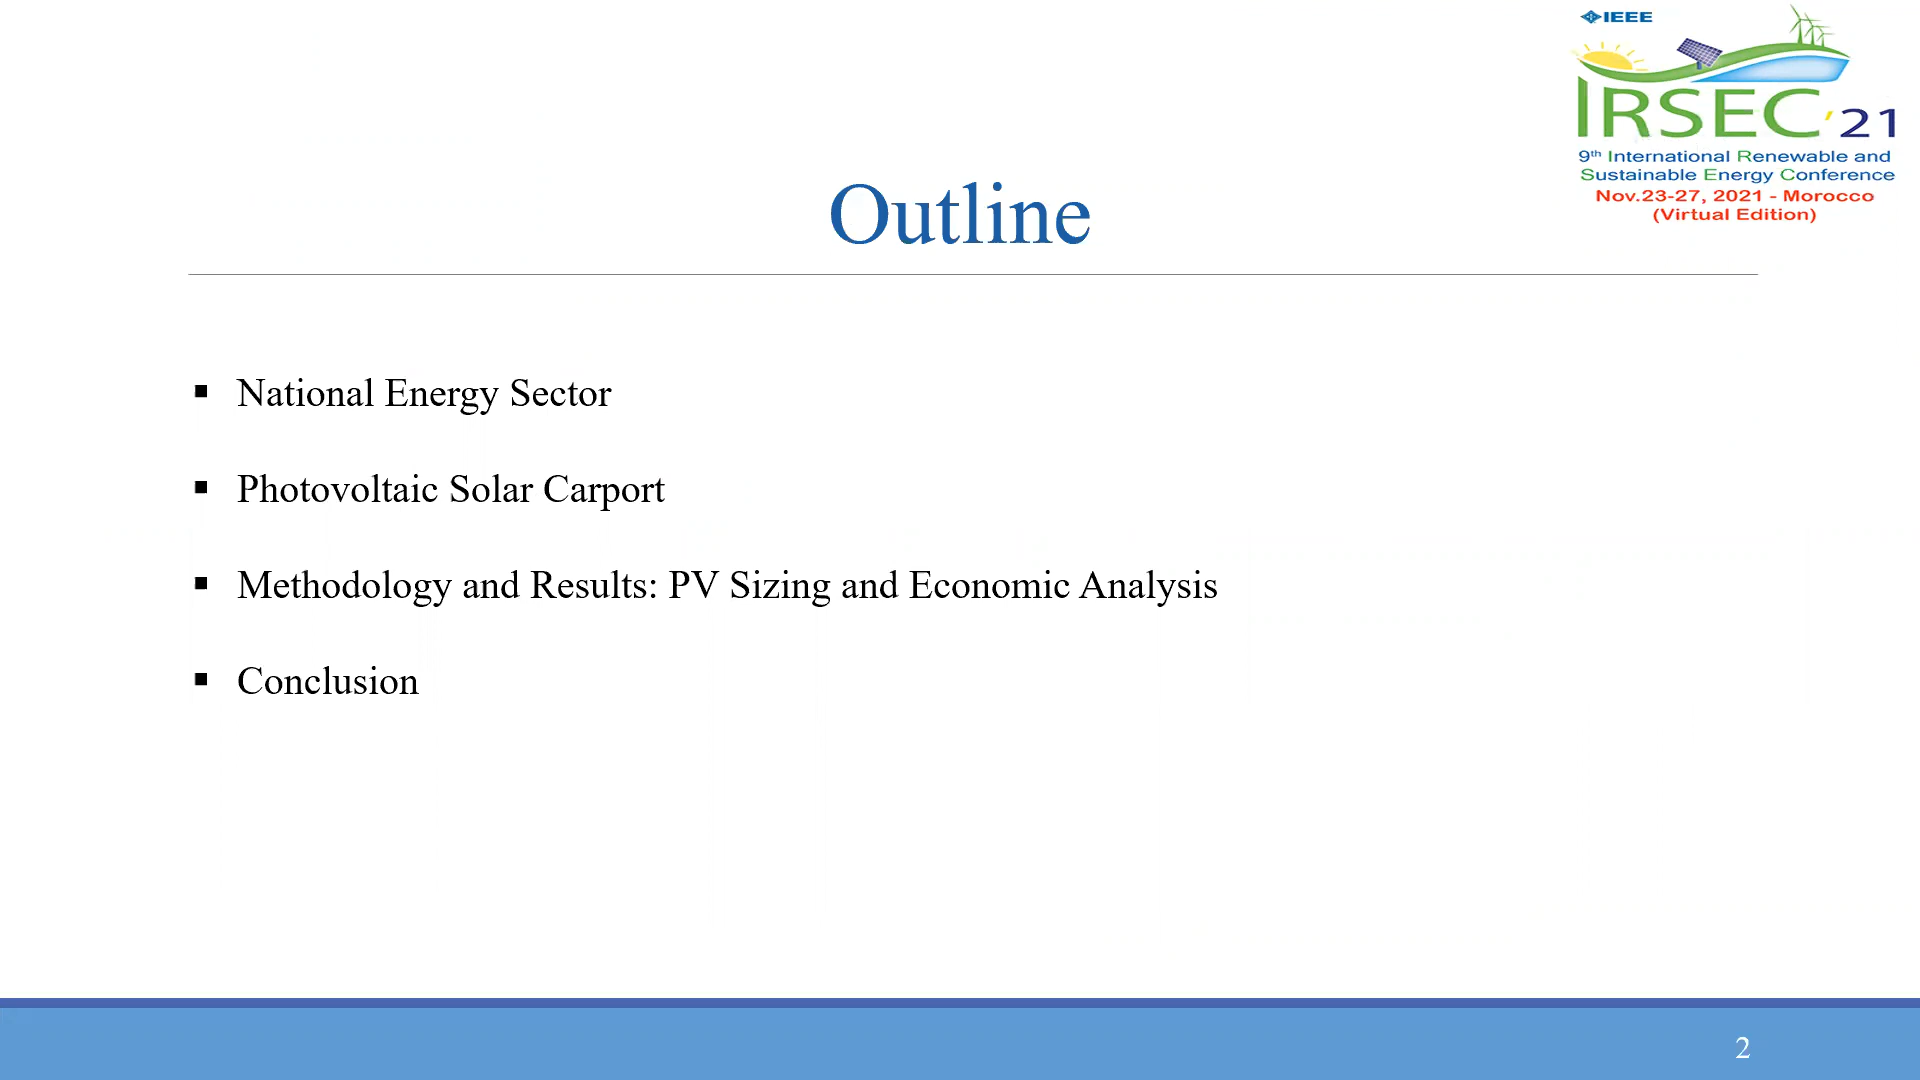 IEEE
IRSEC'21
9th International Renewable and
Sustainable Energy Conference
Nov.23-27, 2021 - Morocco
(Virtual Edition)
Outline
▪ National Energy Sector
▪ Photovoltaic Solar Carport
▪ Methodology and Results: PV Sizing and Economic Analysis
▪ Conclusion
2